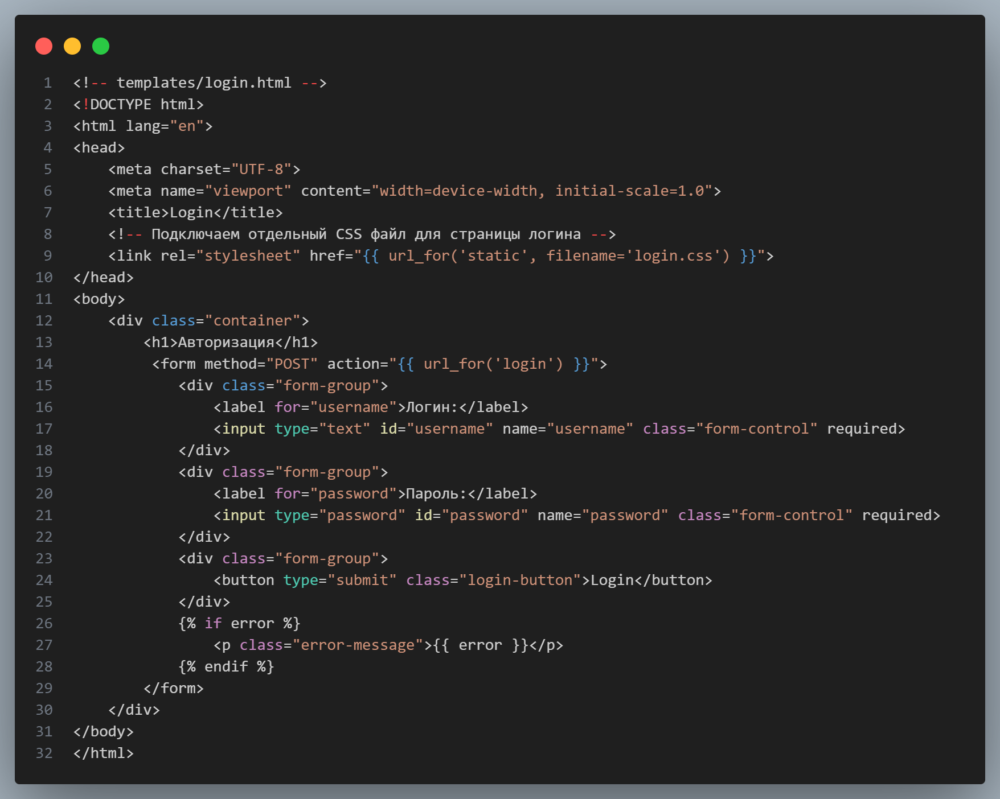 1 <!-- templates/login.html -->
2 <!DOCTYPE html>
3 <html lang="en">
4 <head>
5     <meta charset="UTF-8">
6     <meta name="viewport" content="width=device-width, initial-scale=1.0">
7     <title>Login</title>
8     <!-- Подключаем отдельный CSS файл для страницы логина -->
9     <link rel="stylesheet" href="{{ url_for('static', filename='login.css') }}">
10 </head>
11 <body>
12     <div class="container">
13         <h1>Авторизация</h1>
14          <form method="POST" action="{{ url_for('login') }}">
15             <div class="form-group">
16                 <label for="username">Логин:</label>
17                 <input type="text" id="username" name="username" class="form-control" required>
18             </div>
19             <div class="form-group">
20                 <label for="password">Пароль:</label>
21                 <input type="password" id="password" name="password" class="form-control" required>
22             </div>
23             <div class="form-group">
24                 <button type="submit" class="login-button">Login</button>
25             </div>
26             {% if error %}
27                 <p class="error-message">{{ error }}</p>
28             {% endif %}
29         </form>
30     </div>
31 </body>
32 </html>